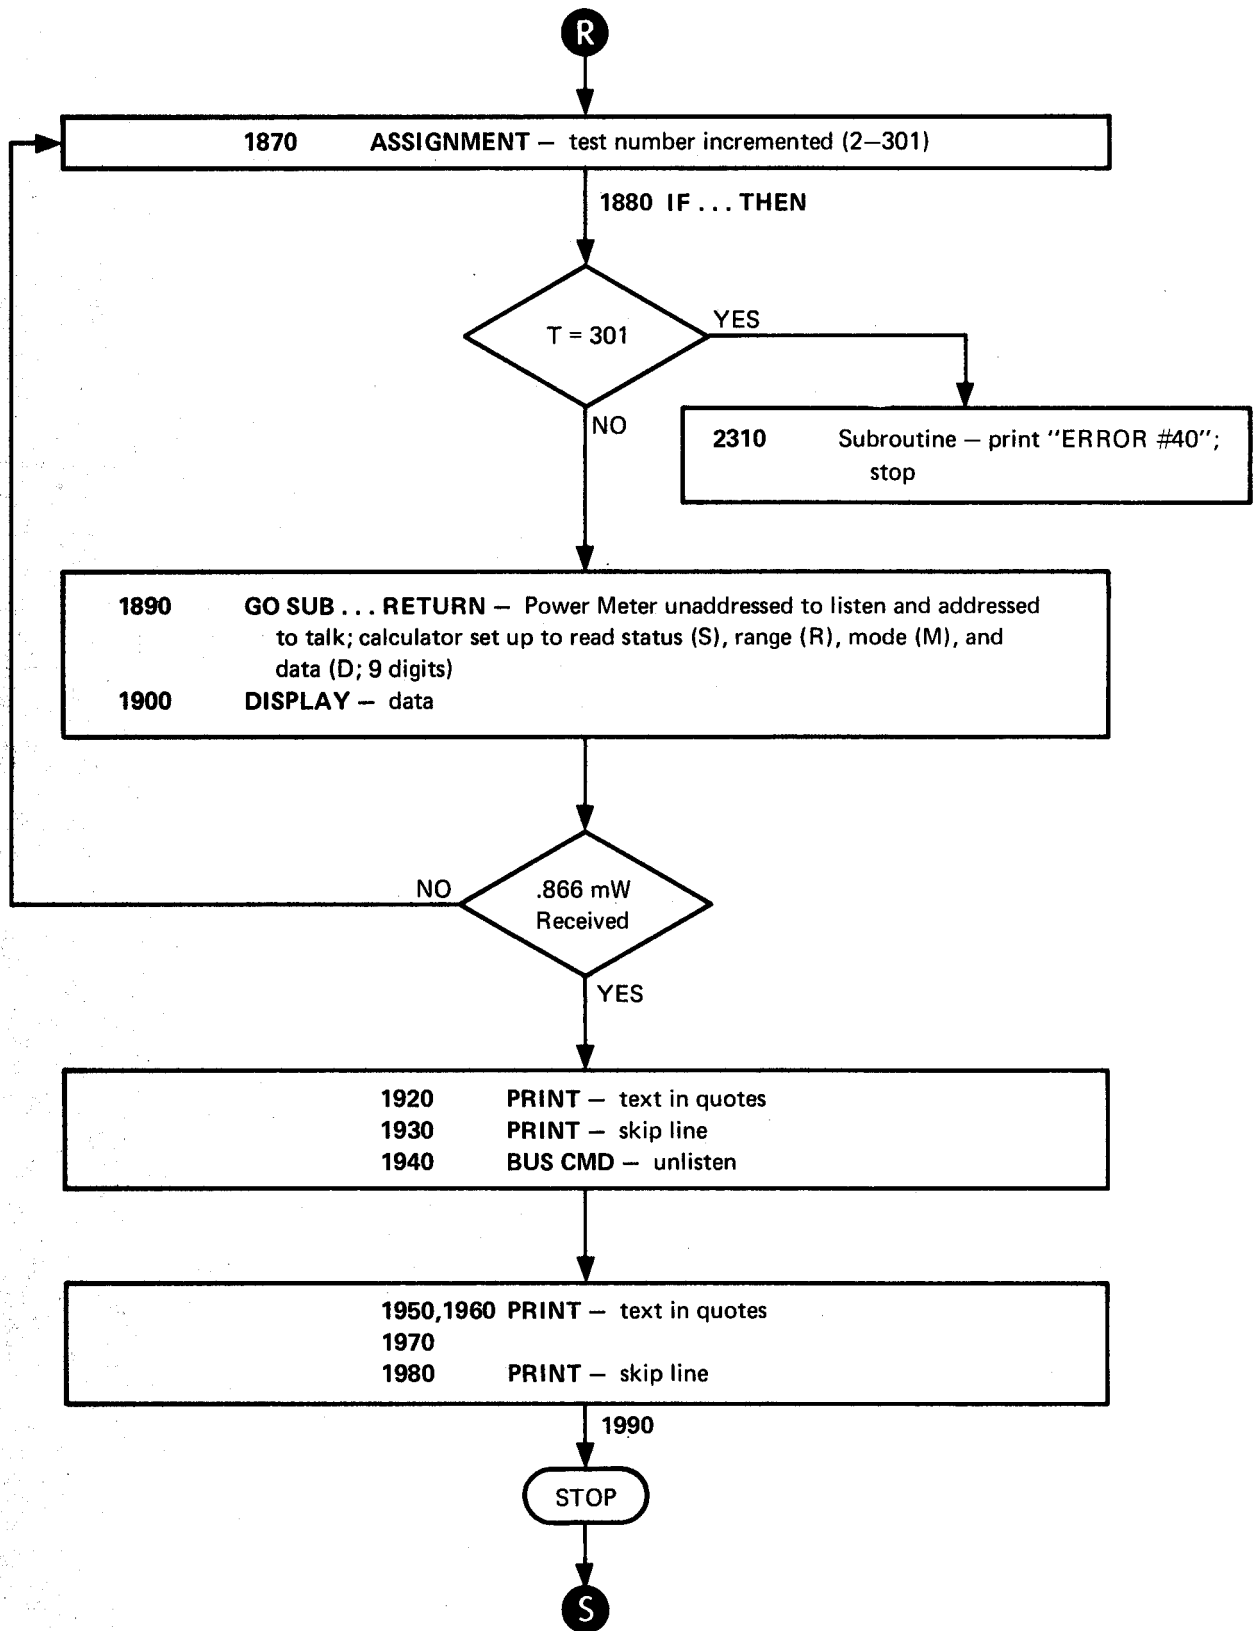 R
1870 ASSIGNMENT — test number incremented (2–301)
1880 IF . . . THEN
T = 301
YES
NO
2310 Subroutine — print "ERROR #40";
stop
1890 GO SUB . . . RETURN — Power Meter unaddressed to listen and addressed
to talk; calculator set up to read status (S), range (R), mode (M), and
data (D; 9 digits)
1900 DISPLAY — data
NO
.866 mW
Received
YES
1920 PRINT — text in quotes
1930 PRINT — skip line
1940 BUS CMD — unlisten
1950,1960 PRINT — text in quotes
1970
1980 PRINT — skip line
1990
STOP
S